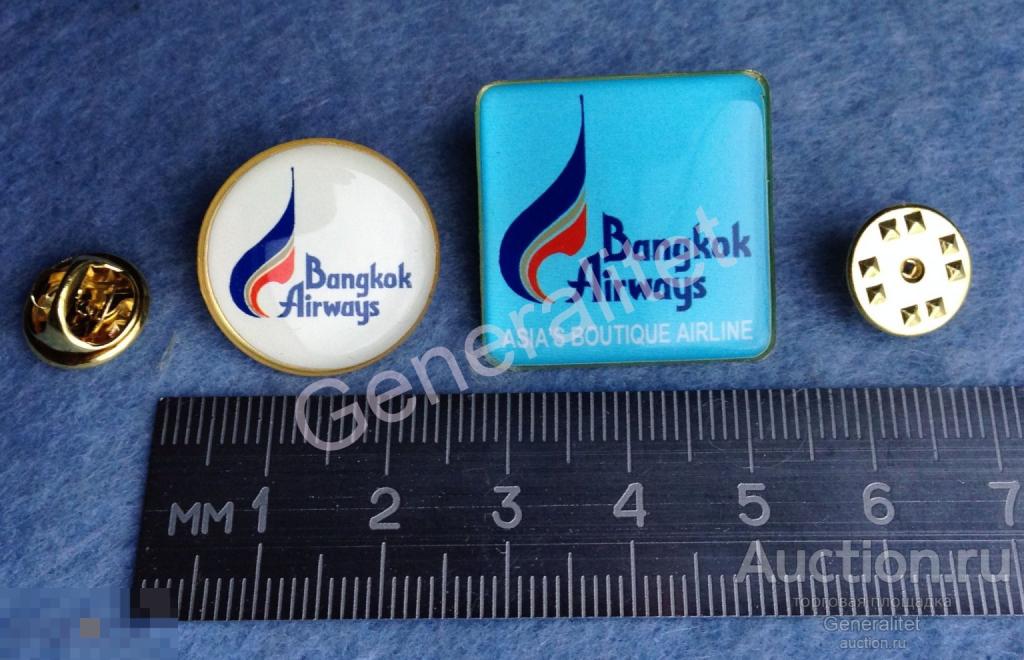 Bangkok
Airways
Bangkok
Airways
ASIA'S BOUTIQUE AIRLINE
Generalitet
мм 1 2 3 4 5 6 7
Auction.ru
торговая площадка
Generalitet
auction.ru